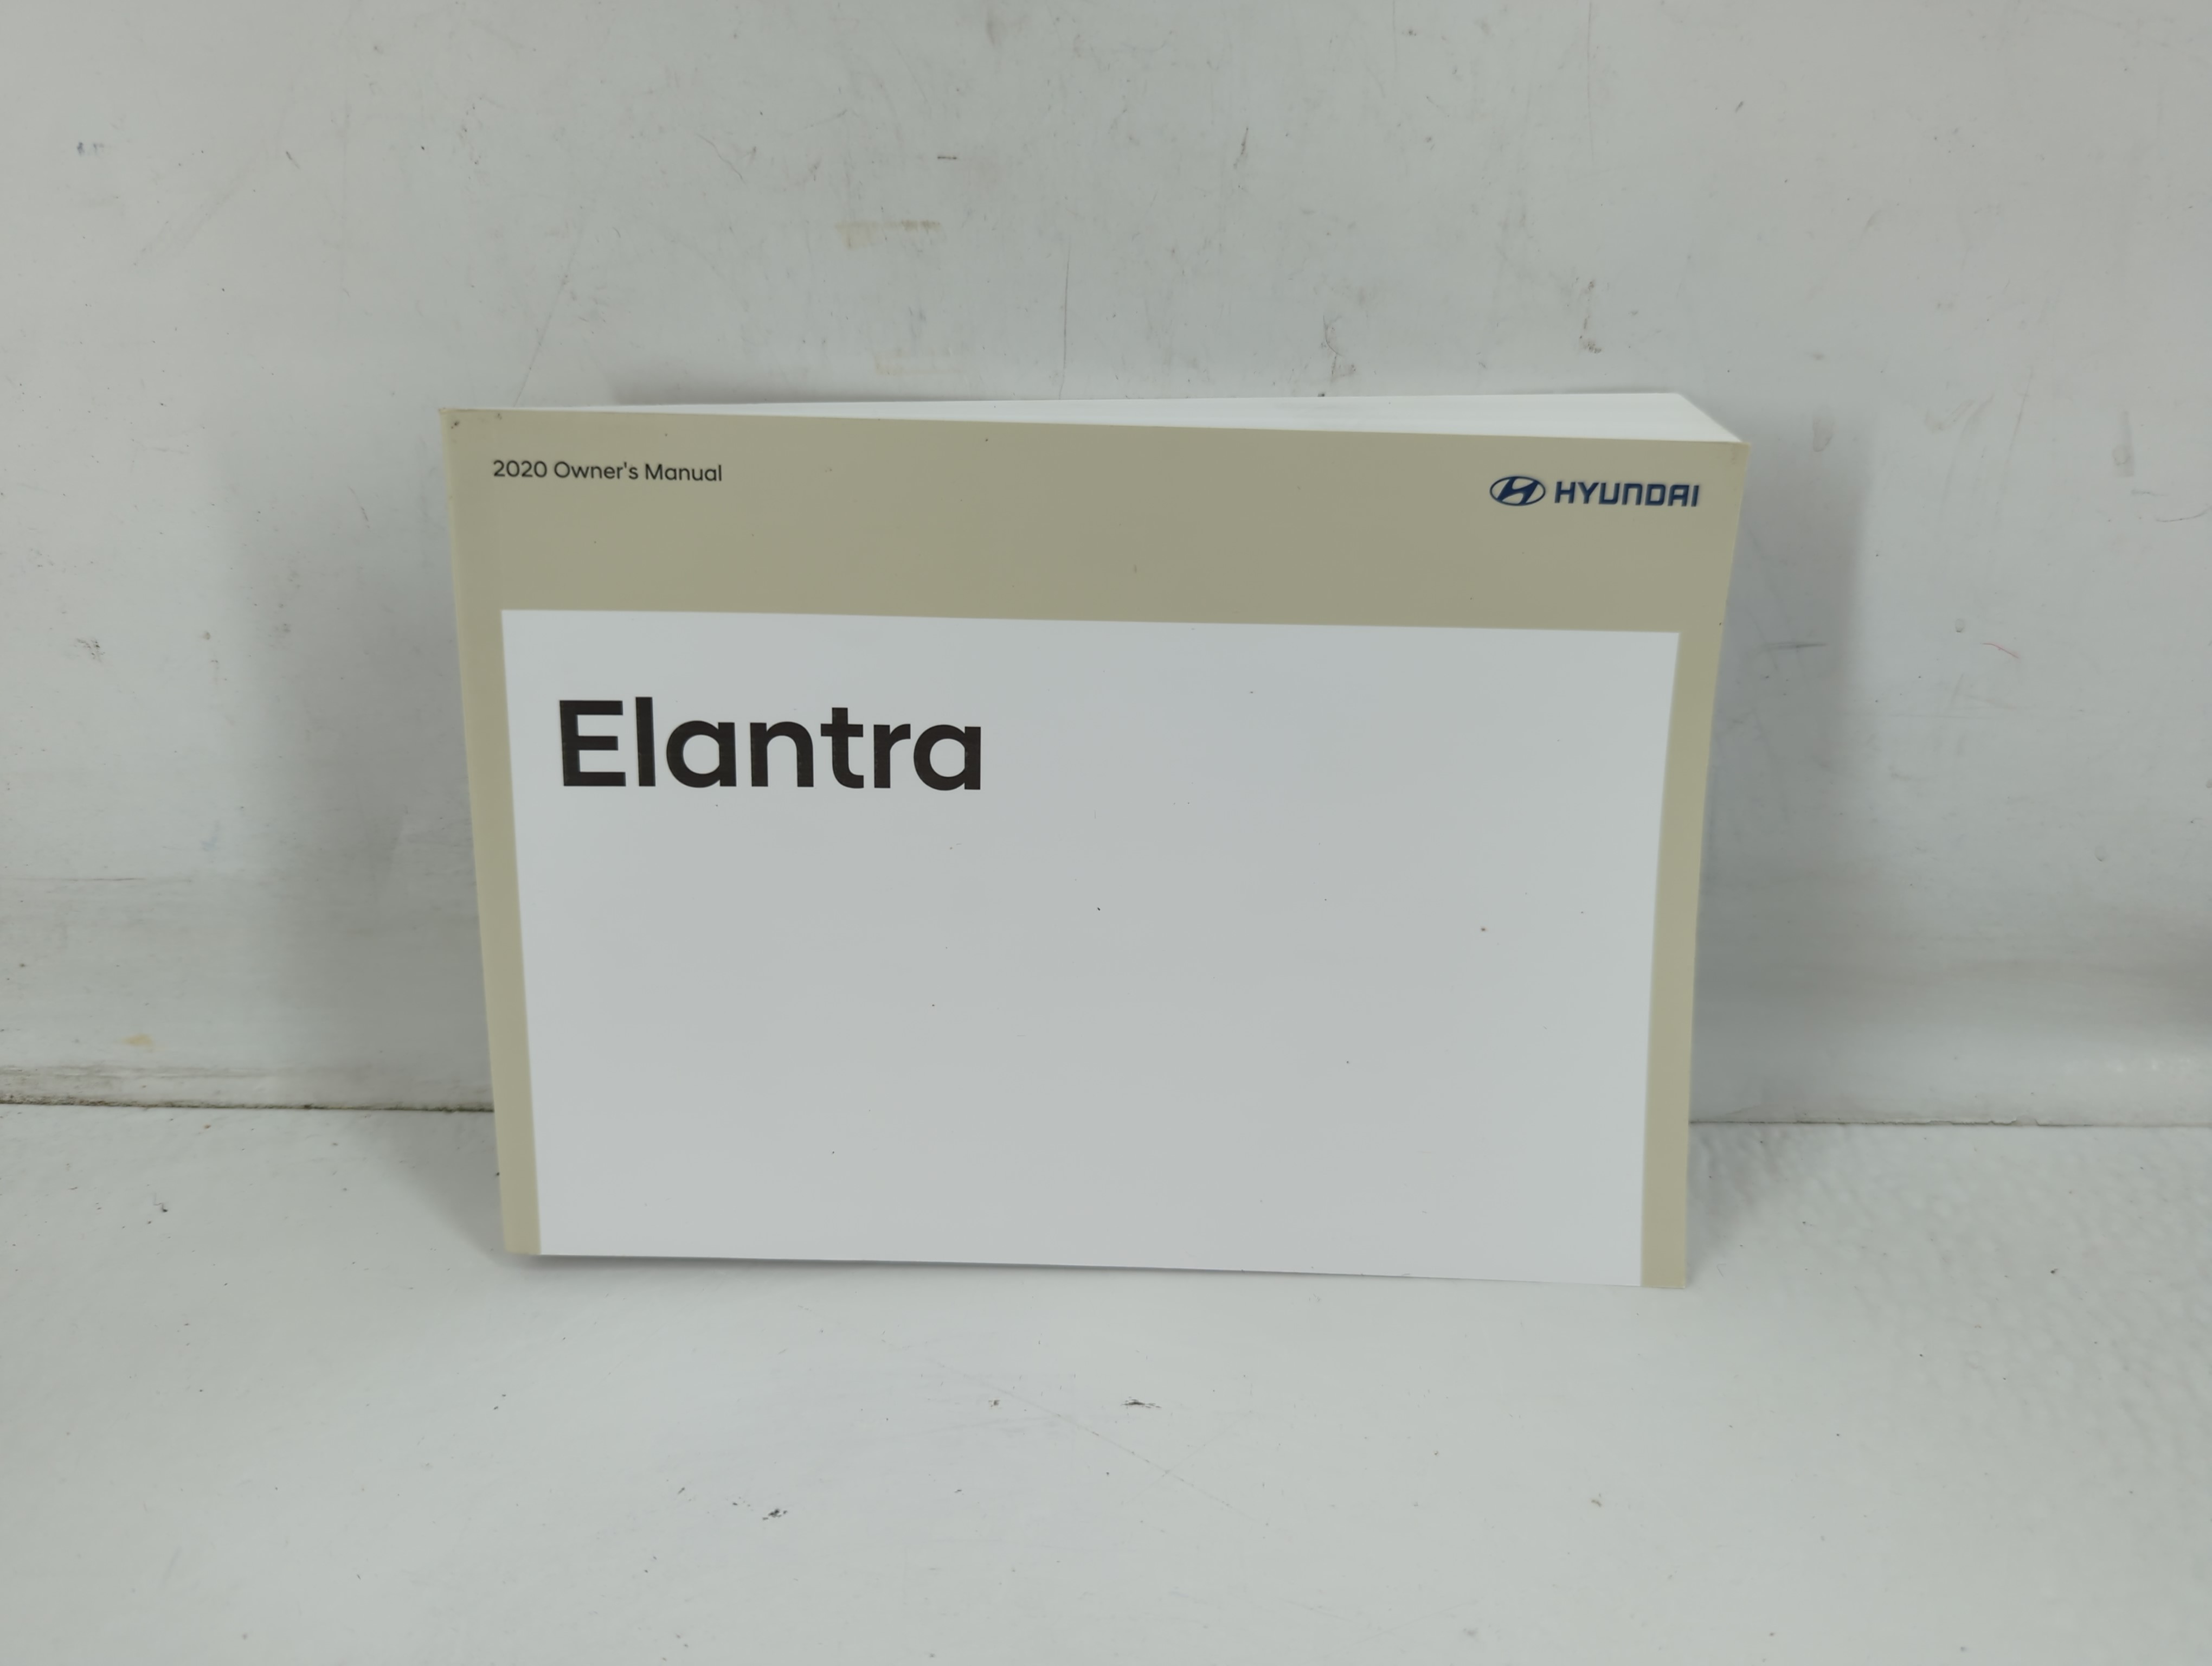 2020 Owner's Manual
HYUNDAI
Elantra